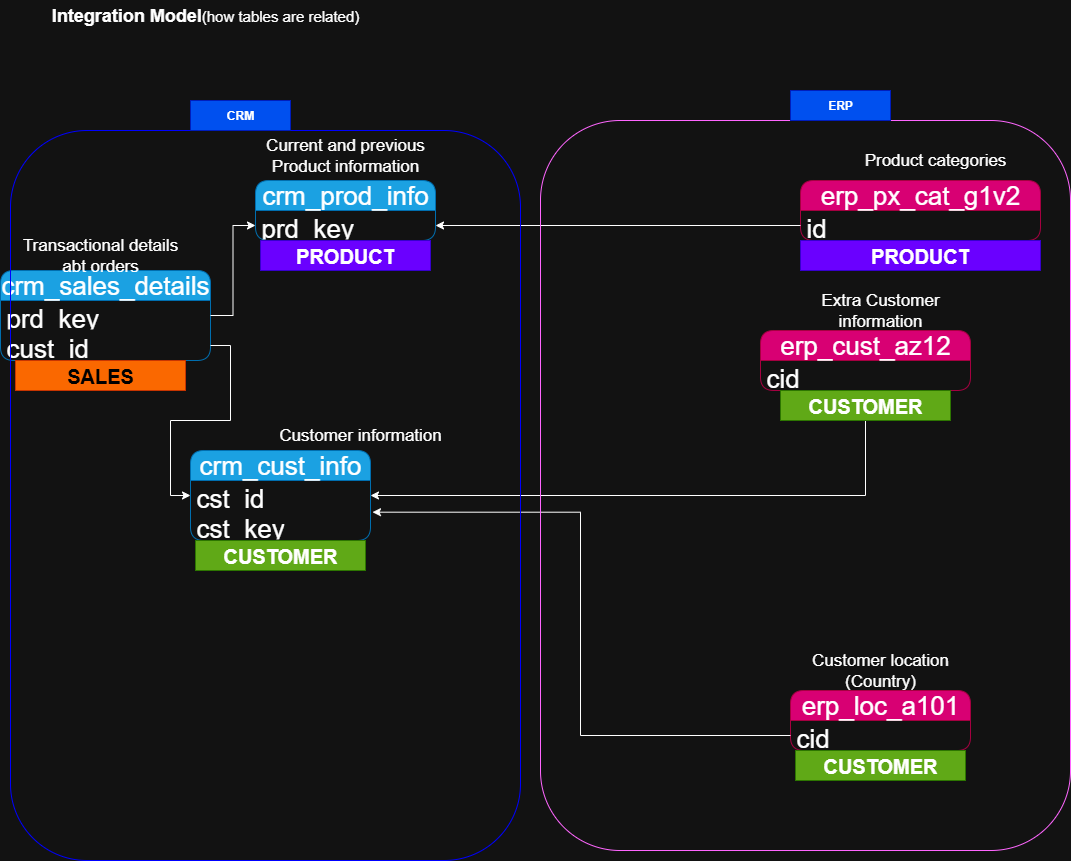 Integration Model(how tables are related)
CRM
Current and previous
Product information
crm_prod_info
prd_key
PRODUCT
Transactional details
abt orders
crm_sales_details
prd_key
cust_id
SALES
Customer information
crm_cust_info
cst_id
cst_key
CUSTOMER
ERP
Product categories
erp_px_cat_g1v2
id
PRODUCT
Extra Customer
information
erp_cust_az12
cid
CUSTOMER
Customer location
(Country)
erp_loc_a101
cid
CUSTOMER